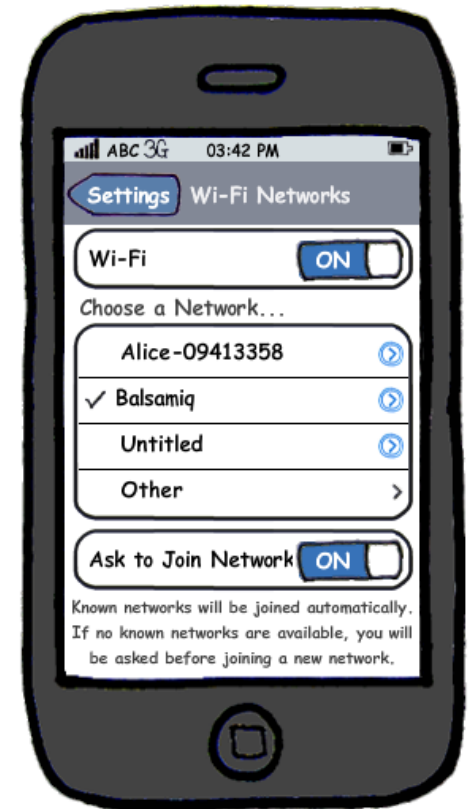 ABC 3G 03:42 PM
Settings Wi-Fi Networks
Wi-Fi ON
Choose a Network...
Alice-09413358
Balsamiq
Untitled
Other
Ask to Join Network ON
Known networks will be joined automatically.
If no known networks are available, you will
be asked before joining a new network.